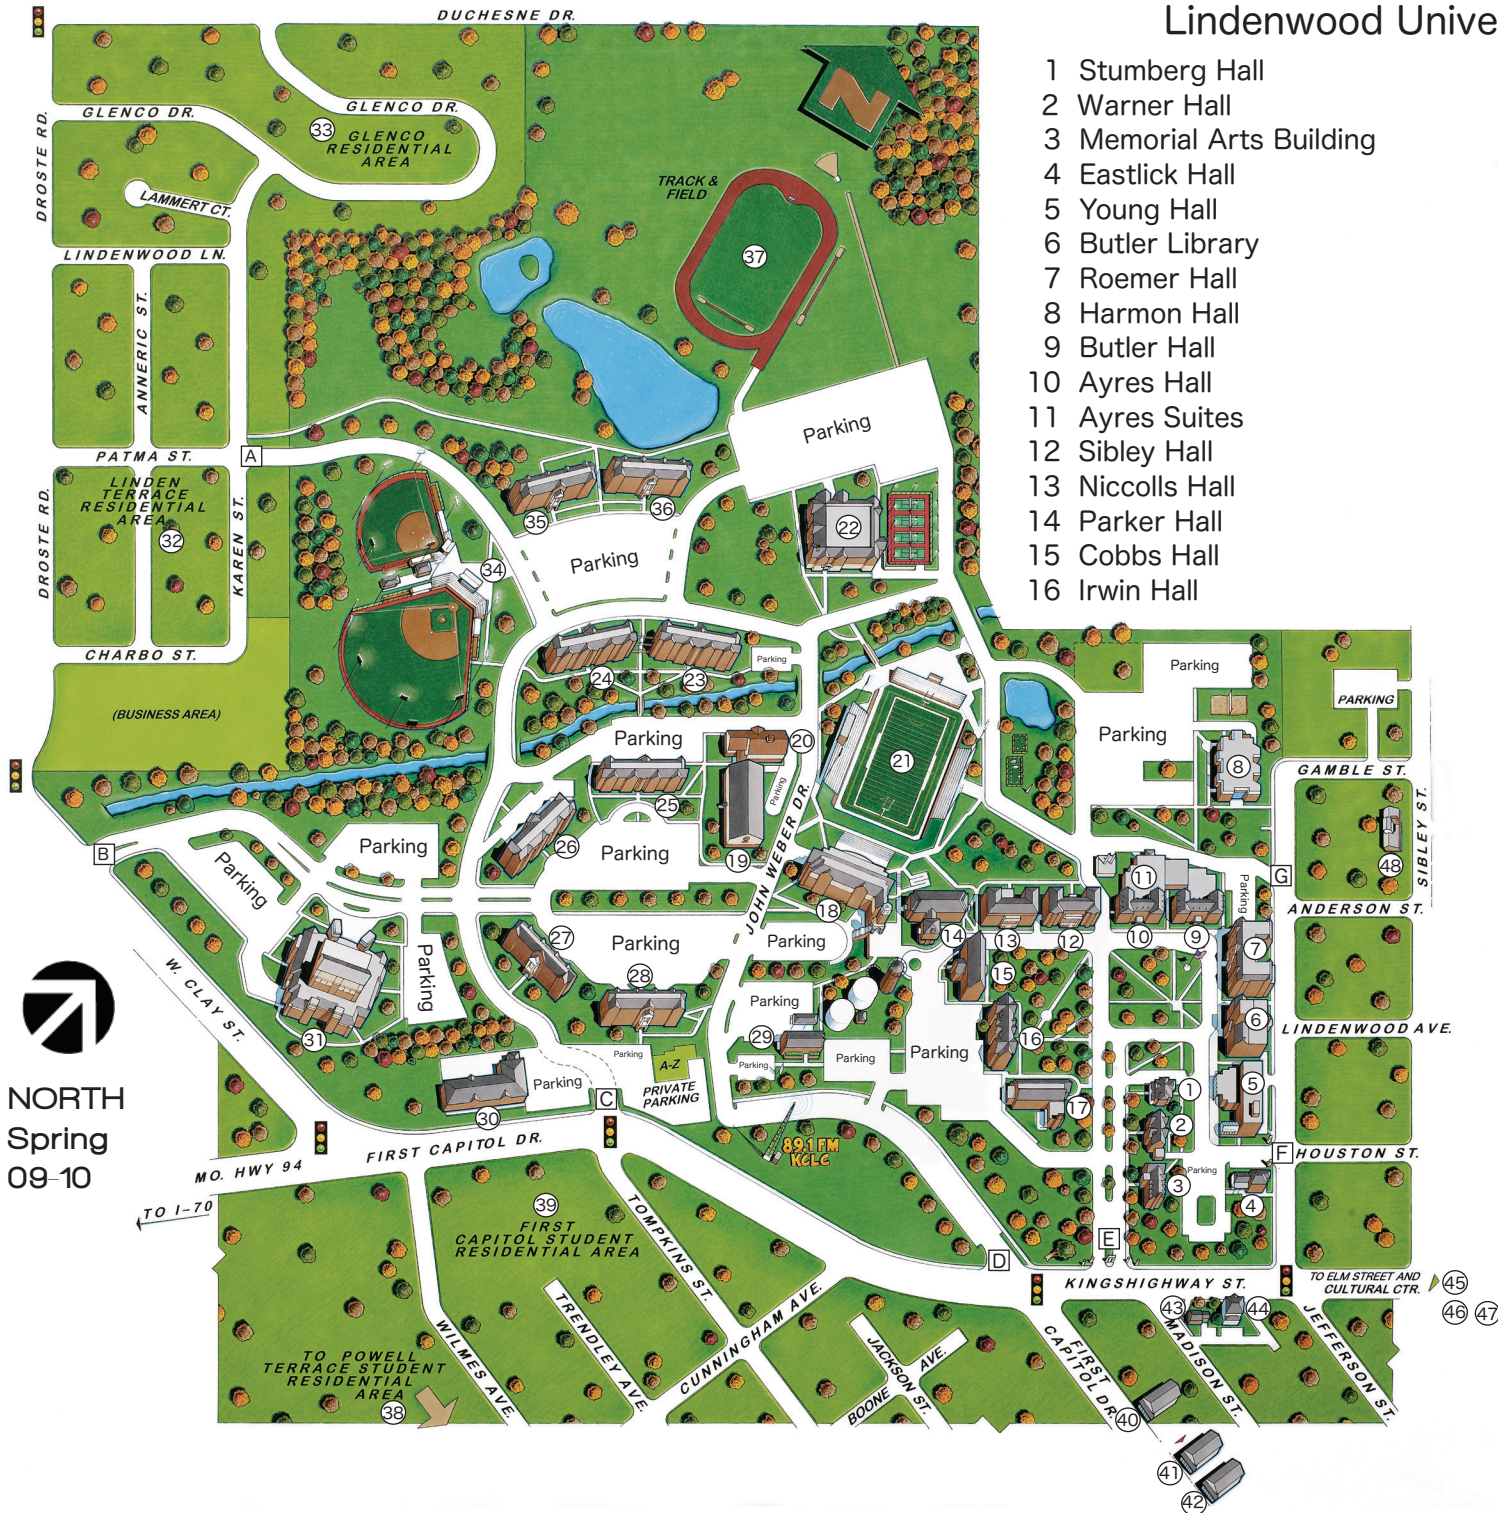 Lindenwood Unive
1 Stumberg Hall
2 Warner Hall
3 Memorial Arts Building
4 Eastlick Hall
5 Young Hall
6 Butler Library
7 Roemer Hall
8 Harmon Hall
9 Butler Hall
10 Ayres Hall
11 Ayres Suites
12 Sibley Hall
13 Niccolls Hall
14 Parker Hall
15 Cobbs Hall
16 Irwin Hall
DUCHESNE DR.
GLENCO DR.
GLENCO DR.
33
GLENCO
RESIDENTIAL
AREA
DROSTE RD.
LAMMERT CT.
LINDENWOOD LN.
ANNERIC ST.
N
TRACK &
FIELD
37
PATMA ST.
A
LINDEN
TERRACE
RESIDENTIAL
AREA
32
DROSTE RD.
KAREN ST.
CHARBO ST.
(BUSINESS AREA)
Parking
35
36
22
34
Parking
24
23
Parking
Parking
20
21
25
Parking
26
Parking
19
JOHN WEBER DR.
Parking
PARKING
Parking
8
GAMBLE ST.
SIBLEY ST.
48
B
Parking
Parking
G
ANDERSON ST.
11
Parking
18
14
13
12
10
9
7
27
Parking
Parking
28
Parking
15
W. CLAY ST.
31
Parking
29
Parking
Parking
Parking
16
6
LINDENWOOD AVE.
NORTH
Spring
09-10
30
Parking
Parking
A-Z
PRIVATE
PARKING
C
17
1
5
2
89.1 FM
KCLC
FIRST CAPITOL DR.
MO. HWY 94
TO I-70
F
HOUSTON ST.
Parking
3
4
39
FIRST
CAPITOL STUDENT
RESIDENTIAL AREA
TOMPKINS ST.
D
E
KINGSHIGHWAY ST.
TO ELM STREET AND
CULTURAL CTR.
45
46
47
43
44
TO POWELL
TERRACE STUDENT
RESIDENTIAL
AREA
38
WILMES AVE.
TRENDLEY AVE.
CUNNINGHAM AVE.
JACKSON ST.
BOONE AVE.
FIRST
CAPITOL DR.
MADISON ST.
JEFFERSON ST.
40
41
42